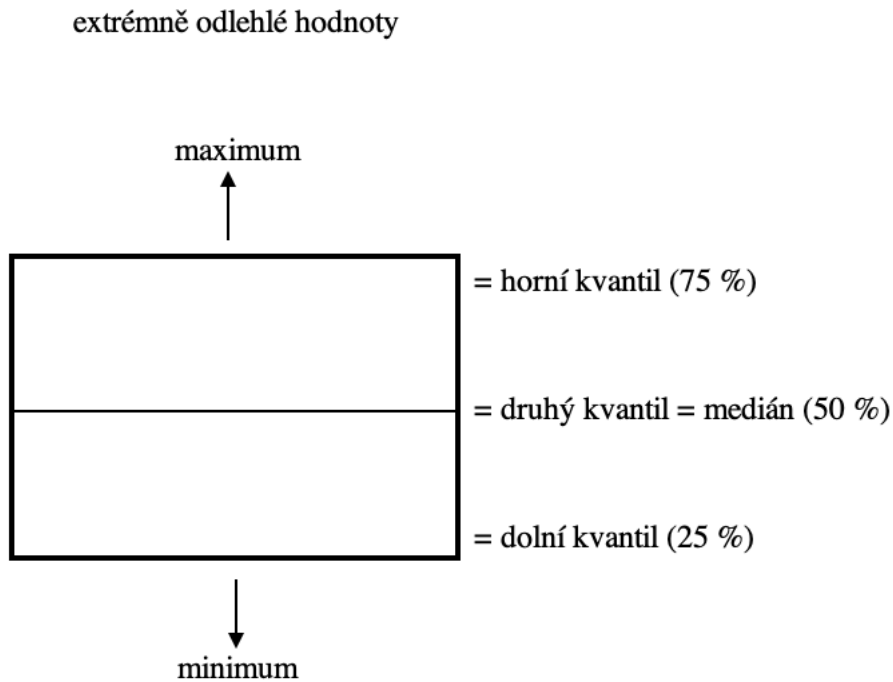 extrémně odlehlé hodnoty
maximum
= horní kvantil (75 %)
= druhý kvantil = medián (50 %)
= dolní kvantil (25 %)
minimum